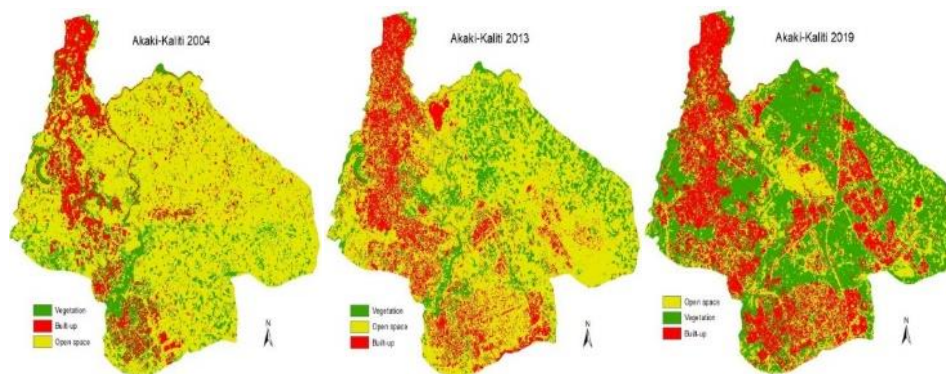 Akaki-Kaliti 2004
Vegetation
Built-up
Open space
N
Akaki-Kaliti 2013
Vegetation
Open space
Built-up
N
Akaki-Kaliti 2019
Open space
Vegetation
Built-up
N